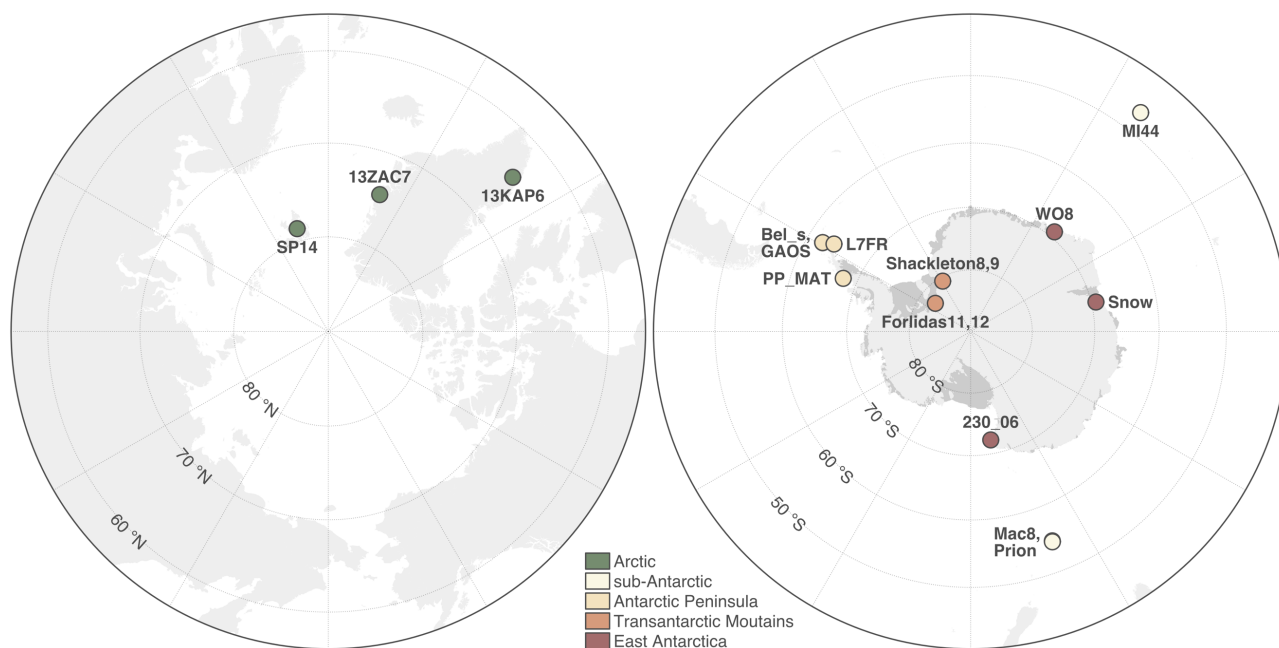 13ZAC7
13KAP6
SP14
80 °N
70 °N
60 °N
MI44
WO8
Bel_s,
GAOS
L7FR
PP_MAT
Shackleton8,9
Snow
Forlidas11,12
80 °S
70 °S
230_06
60 °S
50 °S
Mac8,
Prion
Arctic
sub-Antarctic
Antarctic Peninsula
Transantarctic Moutains
East Antarctica